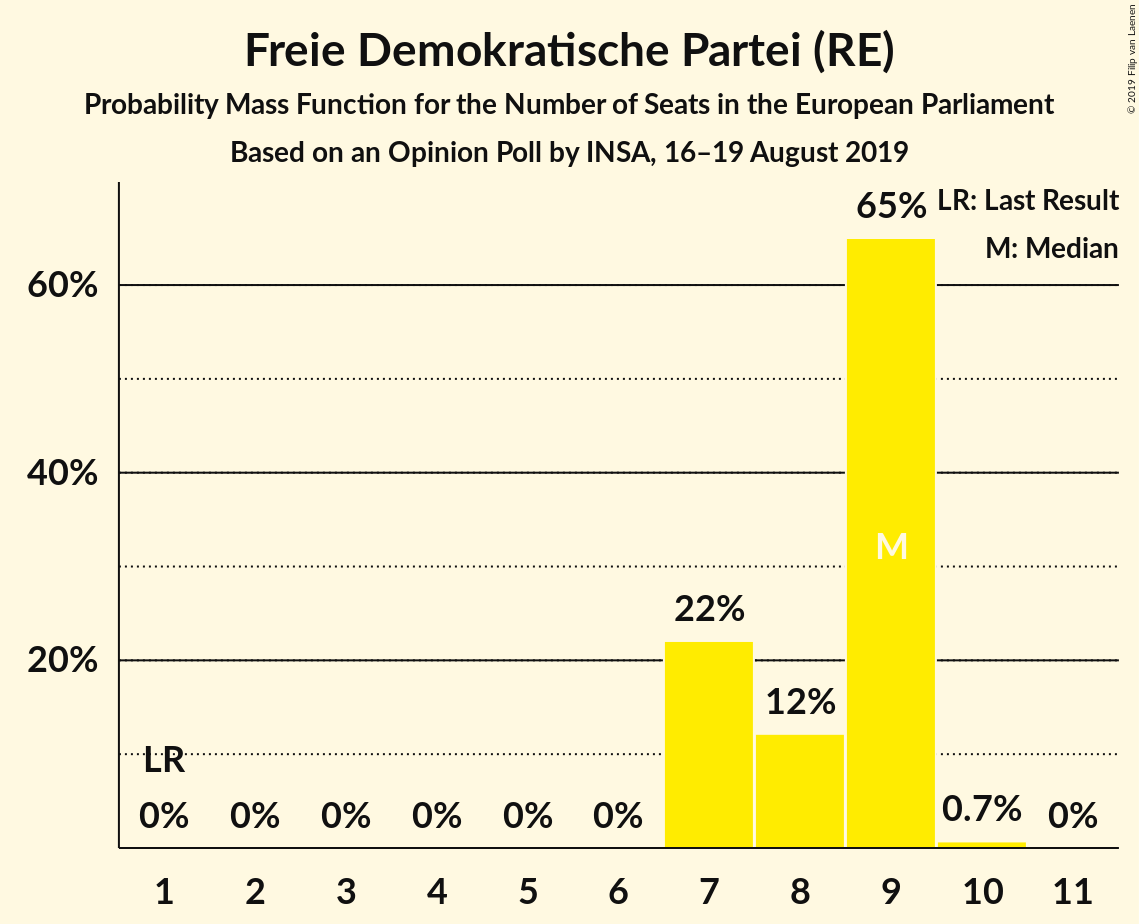 Freie Demokratische Partei (RE)
Probability Mass Function for the Number of Seats in the European Parliament
Based on an Opinion Poll by INSA, 16–19 August 2019
© 2019 Filip van Laenen
LR: Last Result
M: Median
65%
60%
40%
M
22%
20%
12%
LR
0% 0% 0% 0% 0% 0% 0.7% 0%
1 2 3 4 5 6 7 8 9 10 11